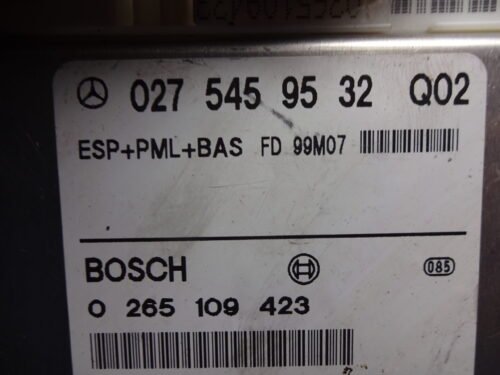 027 545 95 32 Q02
ESP+PML+BAS FD 99M07
BOSCH
085
0 265 109 423